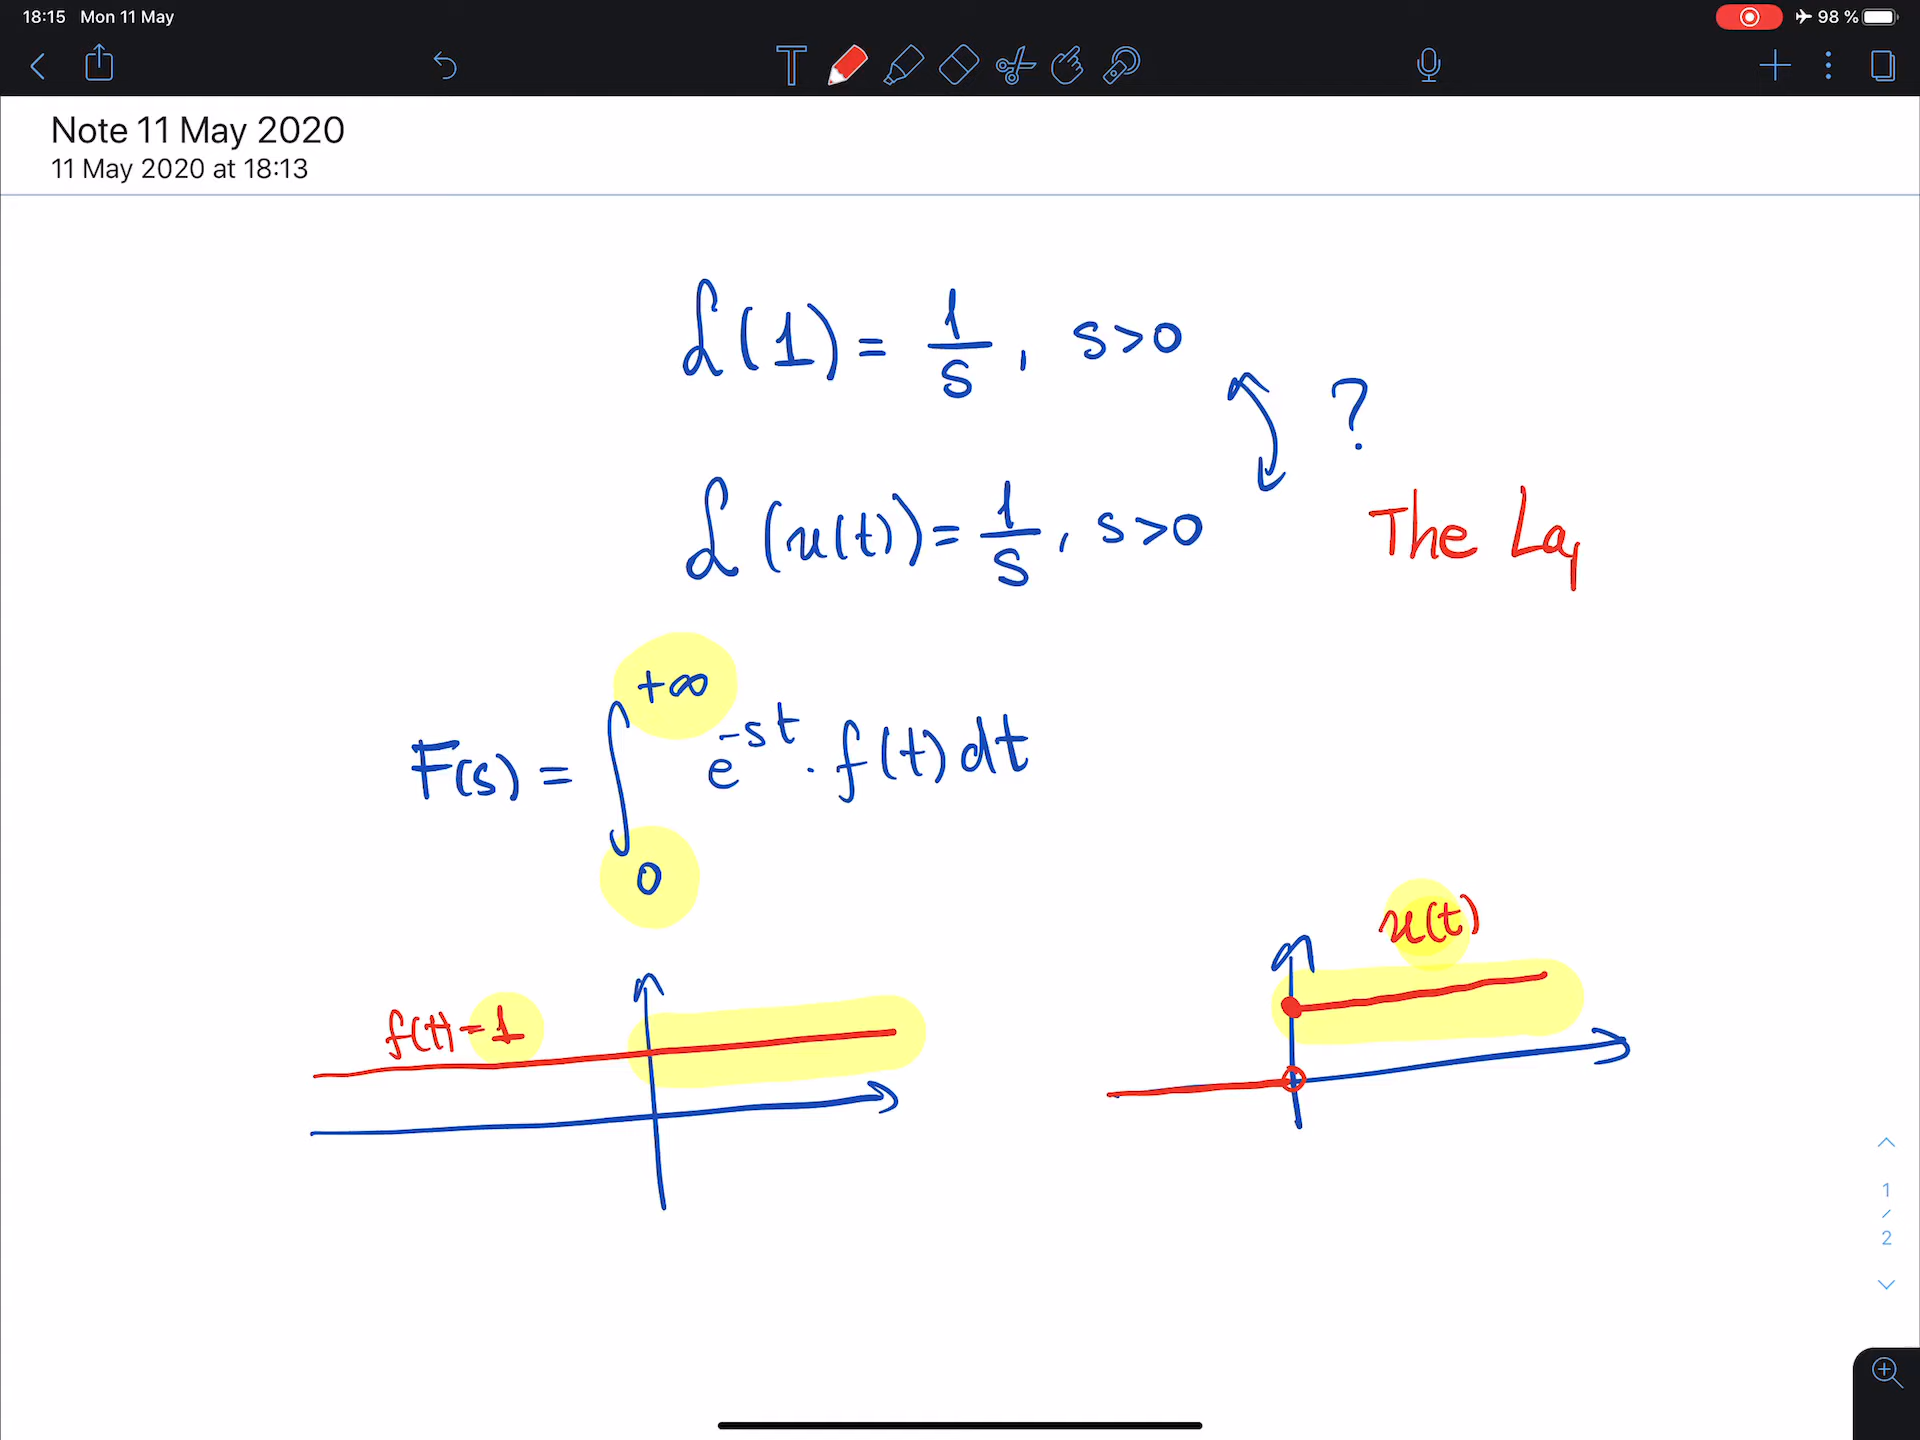 18:15 Mon 11 May
98 %
Note 11 May 2020
11 May 2020 at 18:13
ℒ(1) = 1/s , s>0
?
ℒ(u(t)) = 1/s , s>0
The La
F(s) = ∫₀^{+∞} e^{-st} · f(t) dt
u(t)
f(t)=1
1
/
2